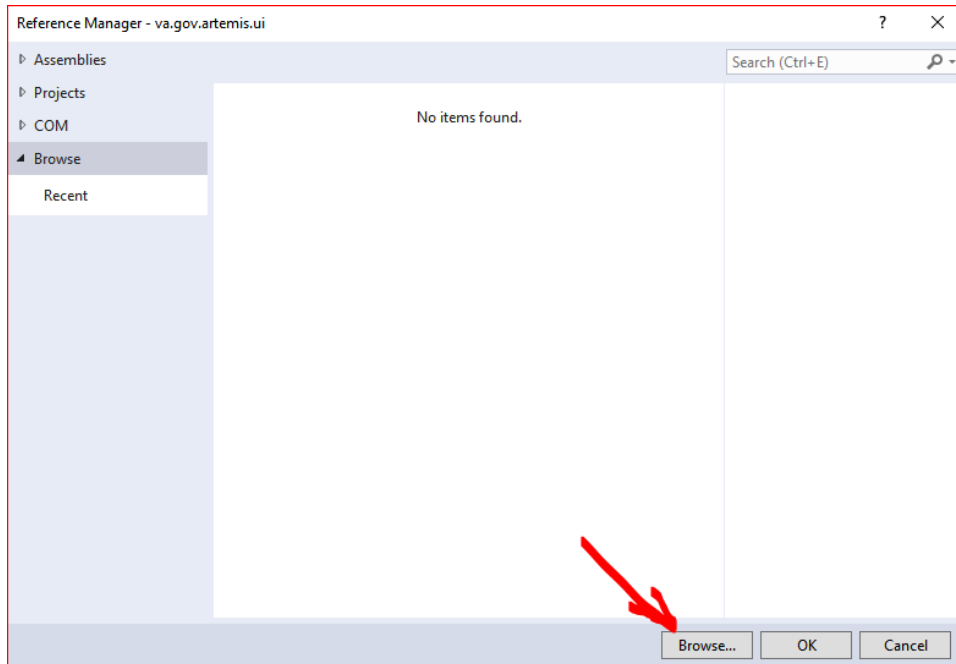 Reference Manager - va.gov.artemis.ui ?
Assemblies
Search (Ctrl+E)
Projects
No items found.
COM
Browse
Recent
Browse... OK Cancel